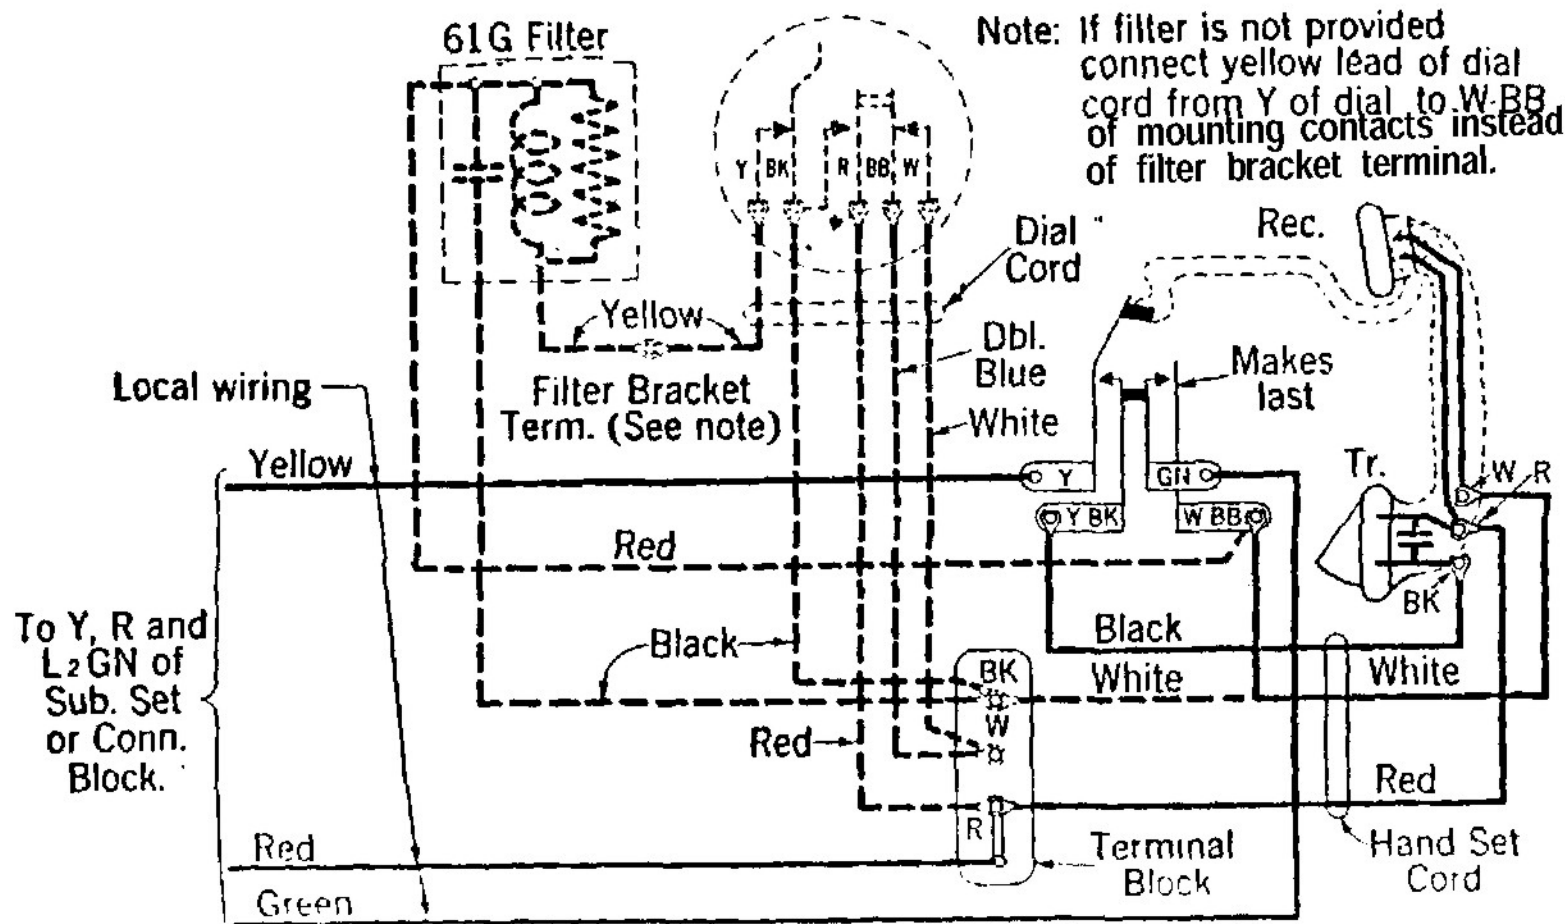 61G Filter
Note: If filter is not provided
connect yellow lead of dial
cord from Y of dial to W-BB
of mounting contacts instead
of filter bracket terminal.
Y BK R BB W
Dial
Cord
Rec.
Yellow
Dbl.
Blue
Makes
last
Local wiring
Filter Bracket
Term. (See note)
White
Yellow
Y
GN
Tr.
W R
Y BK
W BB
Red
BK
To Y, R and
L2GN of
Sub. Set
or Conn.
Block.
Black
Black
BK
White
White
W
Red
Red
R
Red
Terminal
Block
Hand Set
Cord
Green